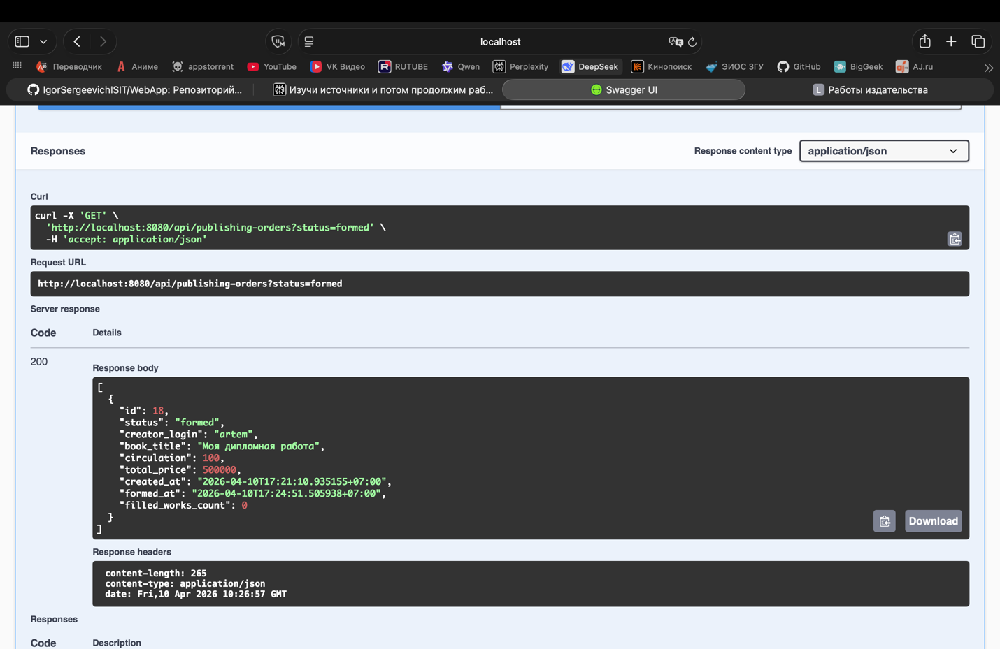 localhost
Переводчик
Аниме
appstorrent
YouTube
VK Видео
RUTUBE
Qwen
Perplexity
DeepSeek
Кинопоиск
ЭИОС ЗГУ
GitHub
BigGeek
AJ.ru
IgorSergeevichISIT/WebApp: Репозиторий...
Изучи источники и потом продолжим раб...
Swagger UI
L Работы издательства
Responses
Response content type
application/json
Curl
curl -X 'GET' \
'http://localhost:8080/api/publishing-orders?status=formed' \
-H 'accept: application/json'
Request URL
http://localhost:8080/api/publishing-orders?status=formed
Server response
Code Details
200
Response body
[
{
"id": 18,
"status": "formed",
"creator_login": "artem",
"book_title": "Моя дипломная работа",
"circulation": 100,
"total_price": 500000,
"created_at": "2026-04-10T17:21:10.935155+07:00",
"formed_at": "2026-04-10T17:24:51.505938+07:00",
"filled_works_count": 0
}
]
Download
Response headers
content-length: 265
content-type: application/json
date: Fri,10 Apr 2026 10:26:57 GMT
Responses
Code Description